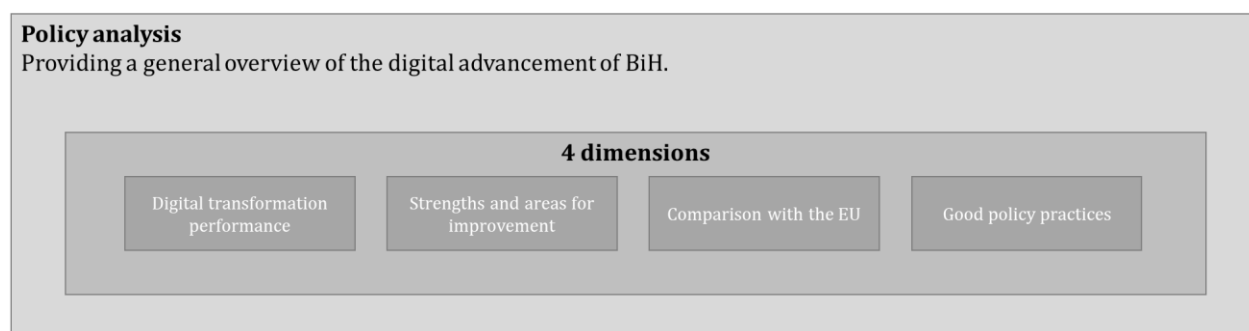 Policy analysis
Providing a general overview of the digital advancement of BiH.
4 dimensions
Digital transformation
performance
Strengths and areas for
improvement
Comparison with the EU
Good policy practices